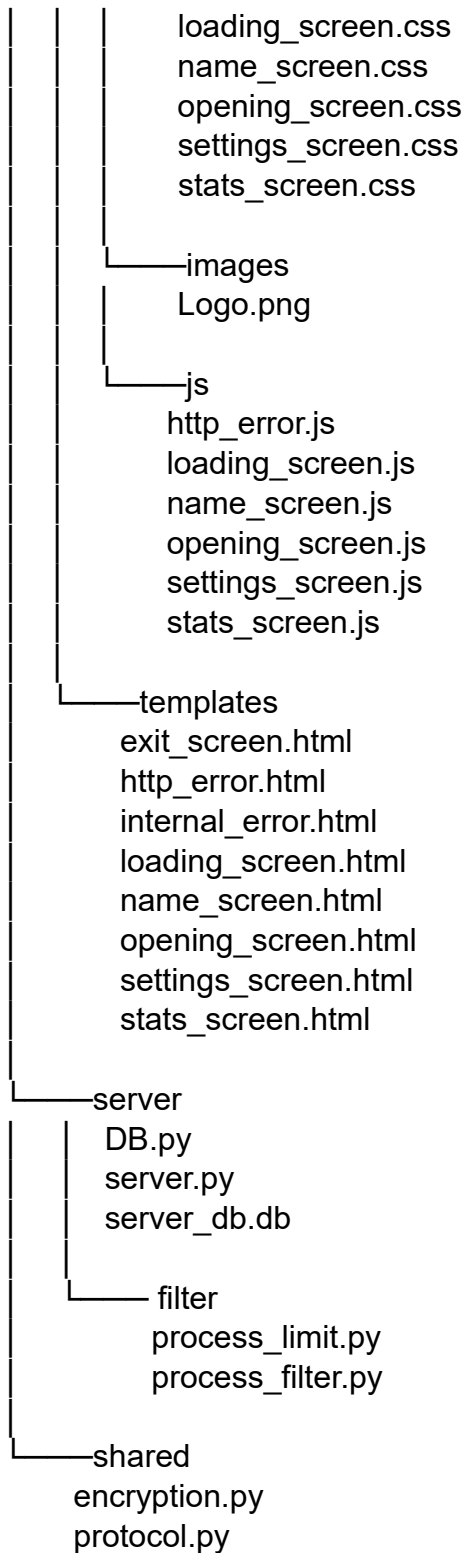 loading_screen.css
name_screen.css
opening_screen.css
settings_screen.css
stats_screen.css
images
Logo.png
js
http_error.js
loading_screen.js
name_screen.js
opening_screen.js
settings_screen.js
stats_screen.js
templates
exit_screen.html
http_error.html
internal_error.html
loading_screen.html
name_screen.html
opening_screen.html
settings_screen.html
stats_screen.html
server
DB.py
server.py
server_db.db
filter
process_limit.py
process_filter.py
shared
encryption.py
protocol.py